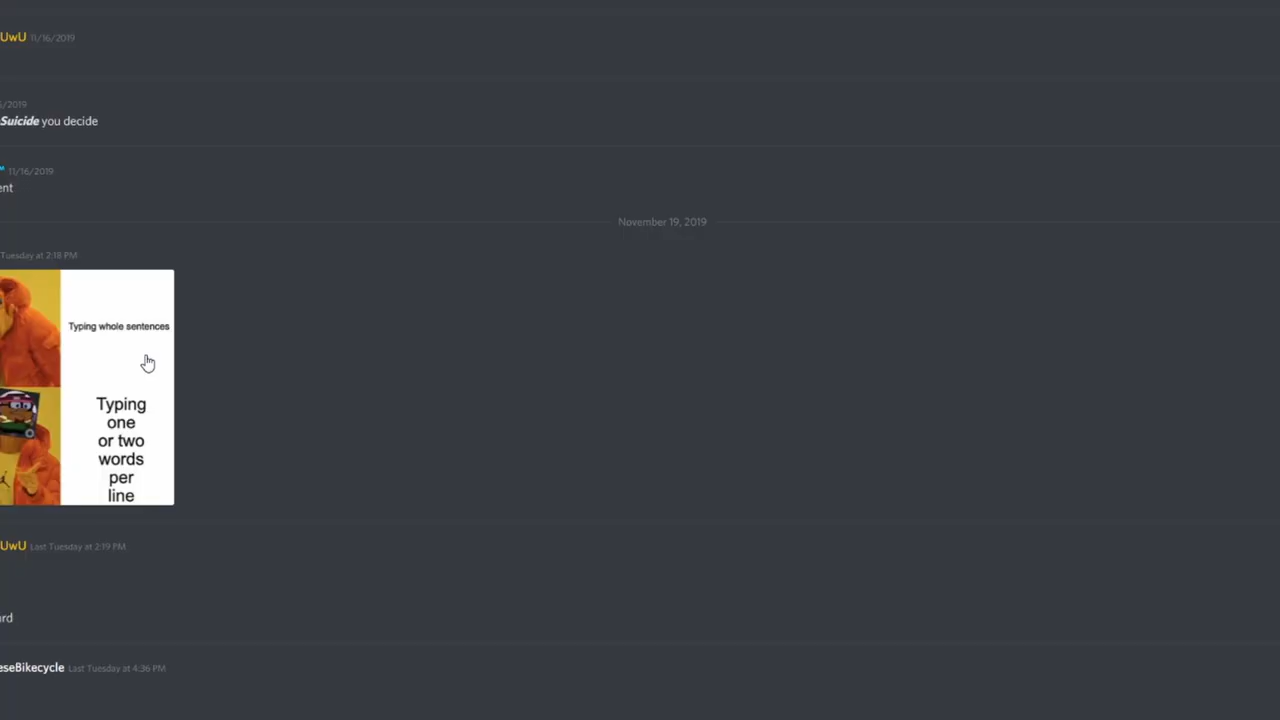 UwU 11/16/2019
/2019
Suicide you decide
11/16/2019
ent
November 19, 2019
Tuesday at 2:18 PM
Typing whole sentences
Typing
one
or two
words
per
line
UwU Last Tuesday at 2:19 PM
ard
eseBikecycle Last Tuesday at 4:36 PM